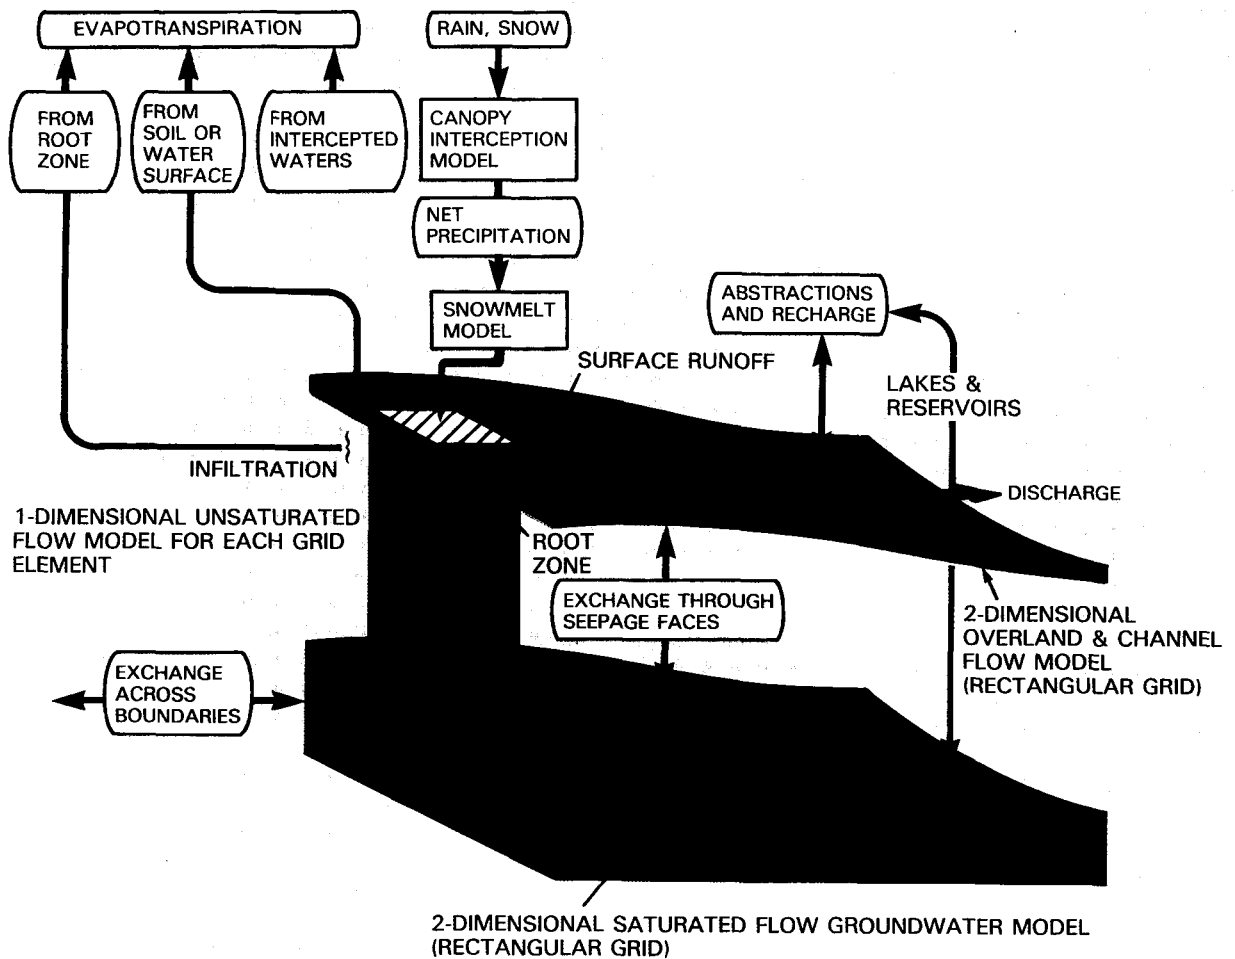 EVAPOTRANSPIRATION
RAIN, SNOW
FROM
ROOT
ZONE
FROM
SOIL OR
WATER
SURFACE
FROM
INTERCEPTED
WATERS
CANOPY
INTERCEPTION
MODEL
NET
PRECIPITATION
SNOWMELT
MODEL
ABSTRACTIONS
AND RECHARGE
SURFACE RUNOFF
LAKES &
RESERVOIRS
INFILTRATION
DISCHARGE
1-DIMENSIONAL UNSATURATED
FLOW MODEL FOR EACH GRID
ELEMENT
ROOT
ZONE
EXCHANGE THROUGH
SEEPAGE FACES
2-DIMENSIONAL
OVERLAND & CHANNEL
FLOW MODEL
(RECTANGULAR GRID)
EXCHANGE
ACROSS
BOUNDARIES
2-DIMENSIONAL SATURATED FLOW GROUNDWATER MODEL
(RECTANGULAR GRID)